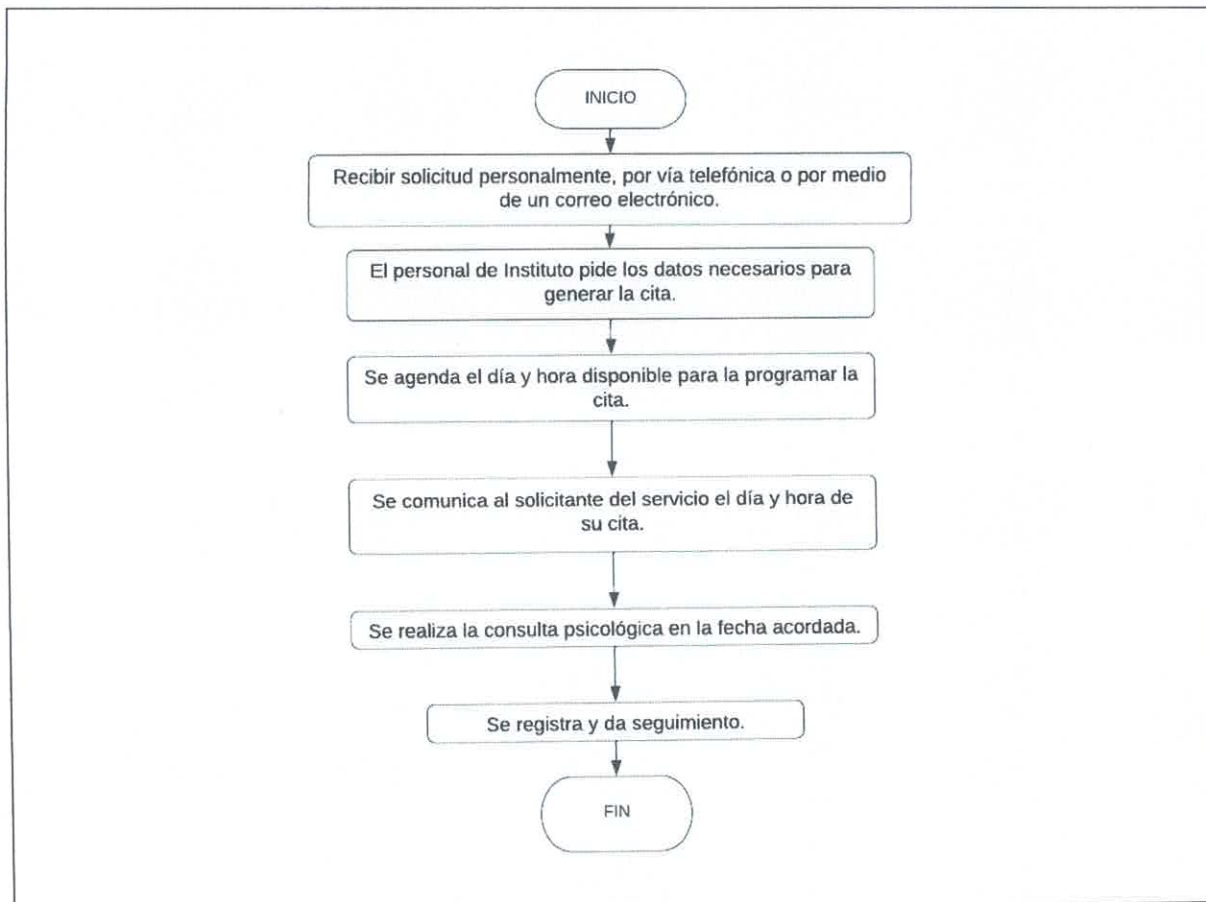 INICIO
Recibir solicitud personalmente, por vía telefónica o por medio
de un correo electrónico.
El personal de Instituto pide los datos necesarios para
generar la cita.
Se agenda el día y hora disponible para la programar la
cita.
Se comunica al solicitante del servicio el día y hora de
su cita.
Se realiza la consulta psicológica en la fecha acordada.
Se registra y da seguimiento.
FIN